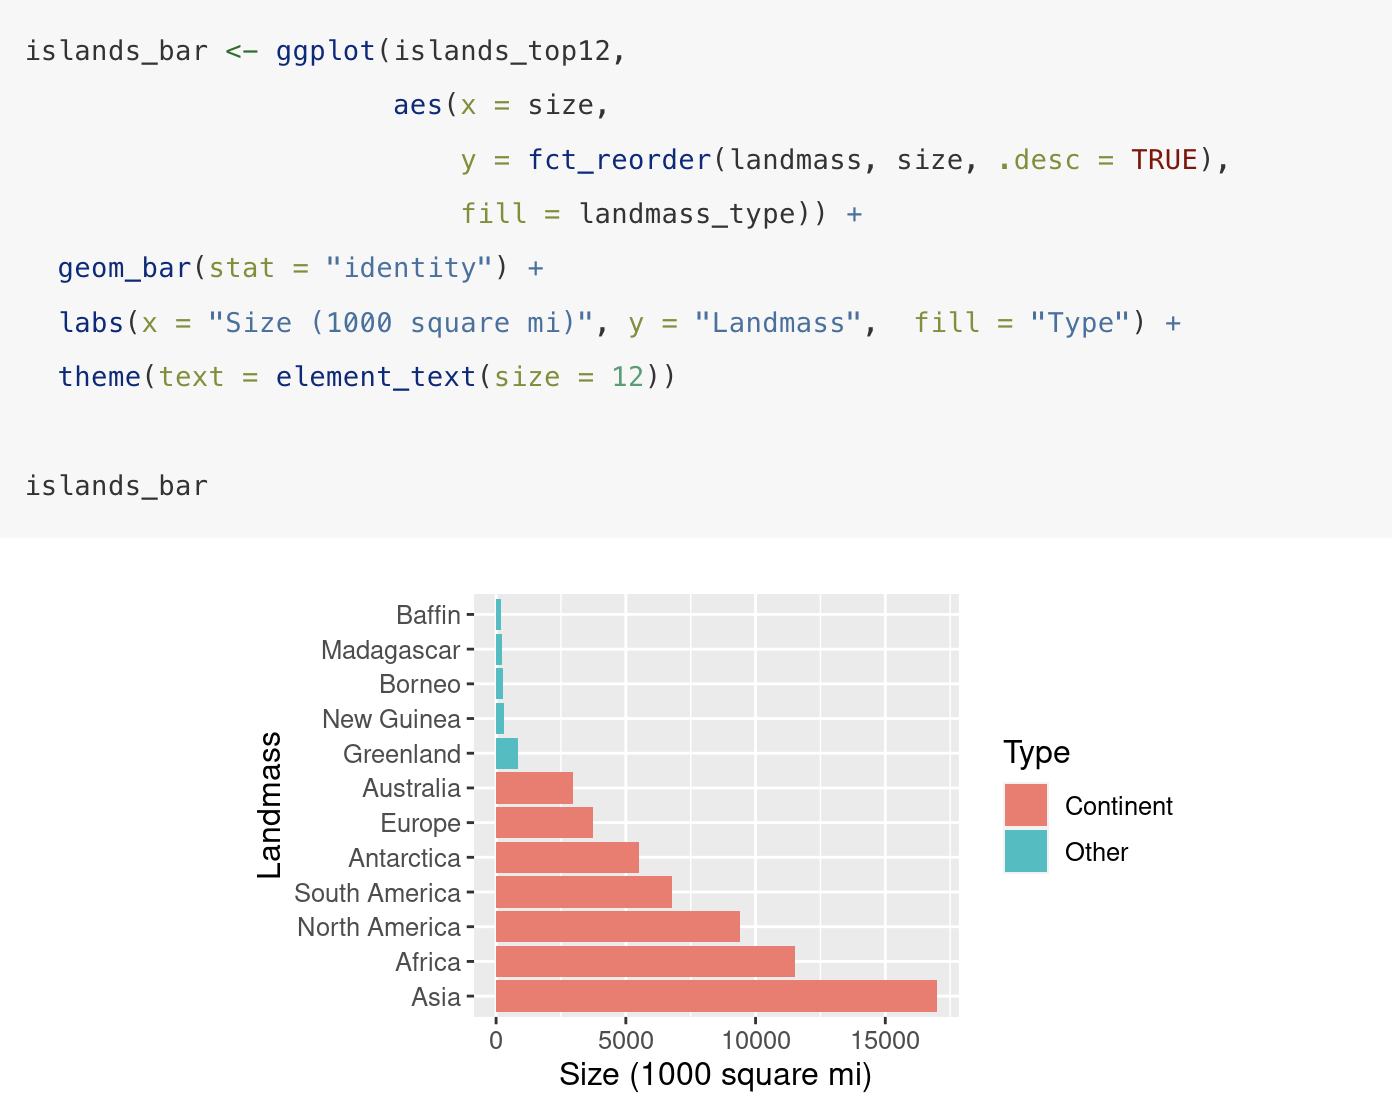 islands_bar <- ggplot(islands_top12,
                      aes(x = size,
                          y = fct_reorder(landmass, size, .desc = TRUE),
                          fill = landmass_type)) +
  geom_bar(stat = "identity") +
  labs(x = "Size (1000 square mi)", y = "Landmass",  fill = "Type") +
  theme(text = element_text(size = 12))
islands_bar
Baffin
Madagascar
Borneo
New Guinea
Greenland
Australia
Europe
Antarctica
South America
North America
Africa
Asia
Landmass
0 5000 10000 15000
Size (1000 square mi)
Type
Continent
Other